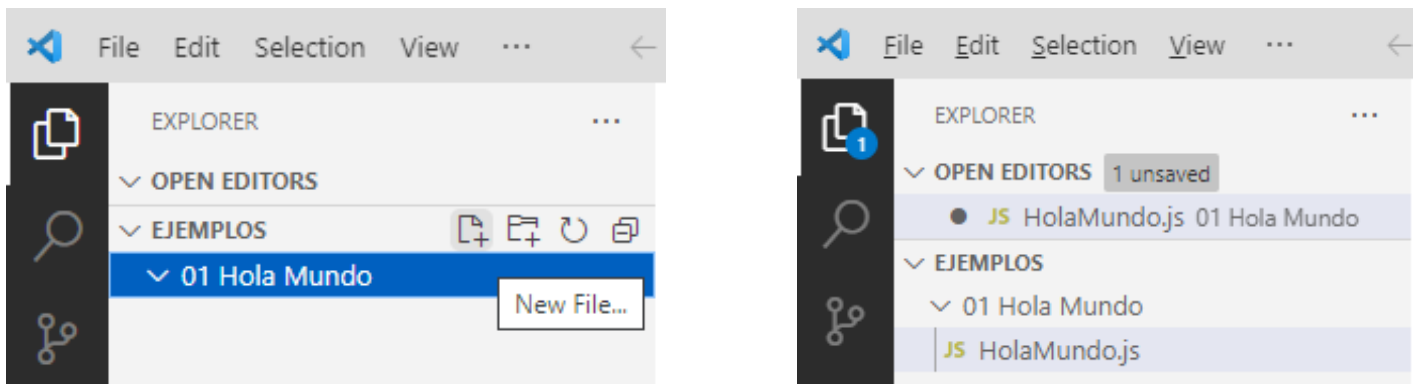 File Edit Selection View ...
EXPLORER ...
OPEN EDITORS
EJEMPLOS
01 Hola Mundo
New File...
File Edit Selection View ...
EXPLORER ...
1
OPEN EDITORS 1 unsaved
JS HolaMundo.js 01 Hola Mundo
EJEMPLOS
01 Hola Mundo
JS HolaMundo.js